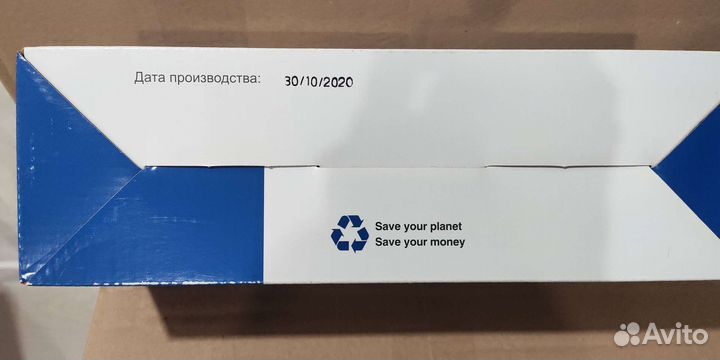 Дата производства: 30/10/2020
Save your planet
Save your money
Avito